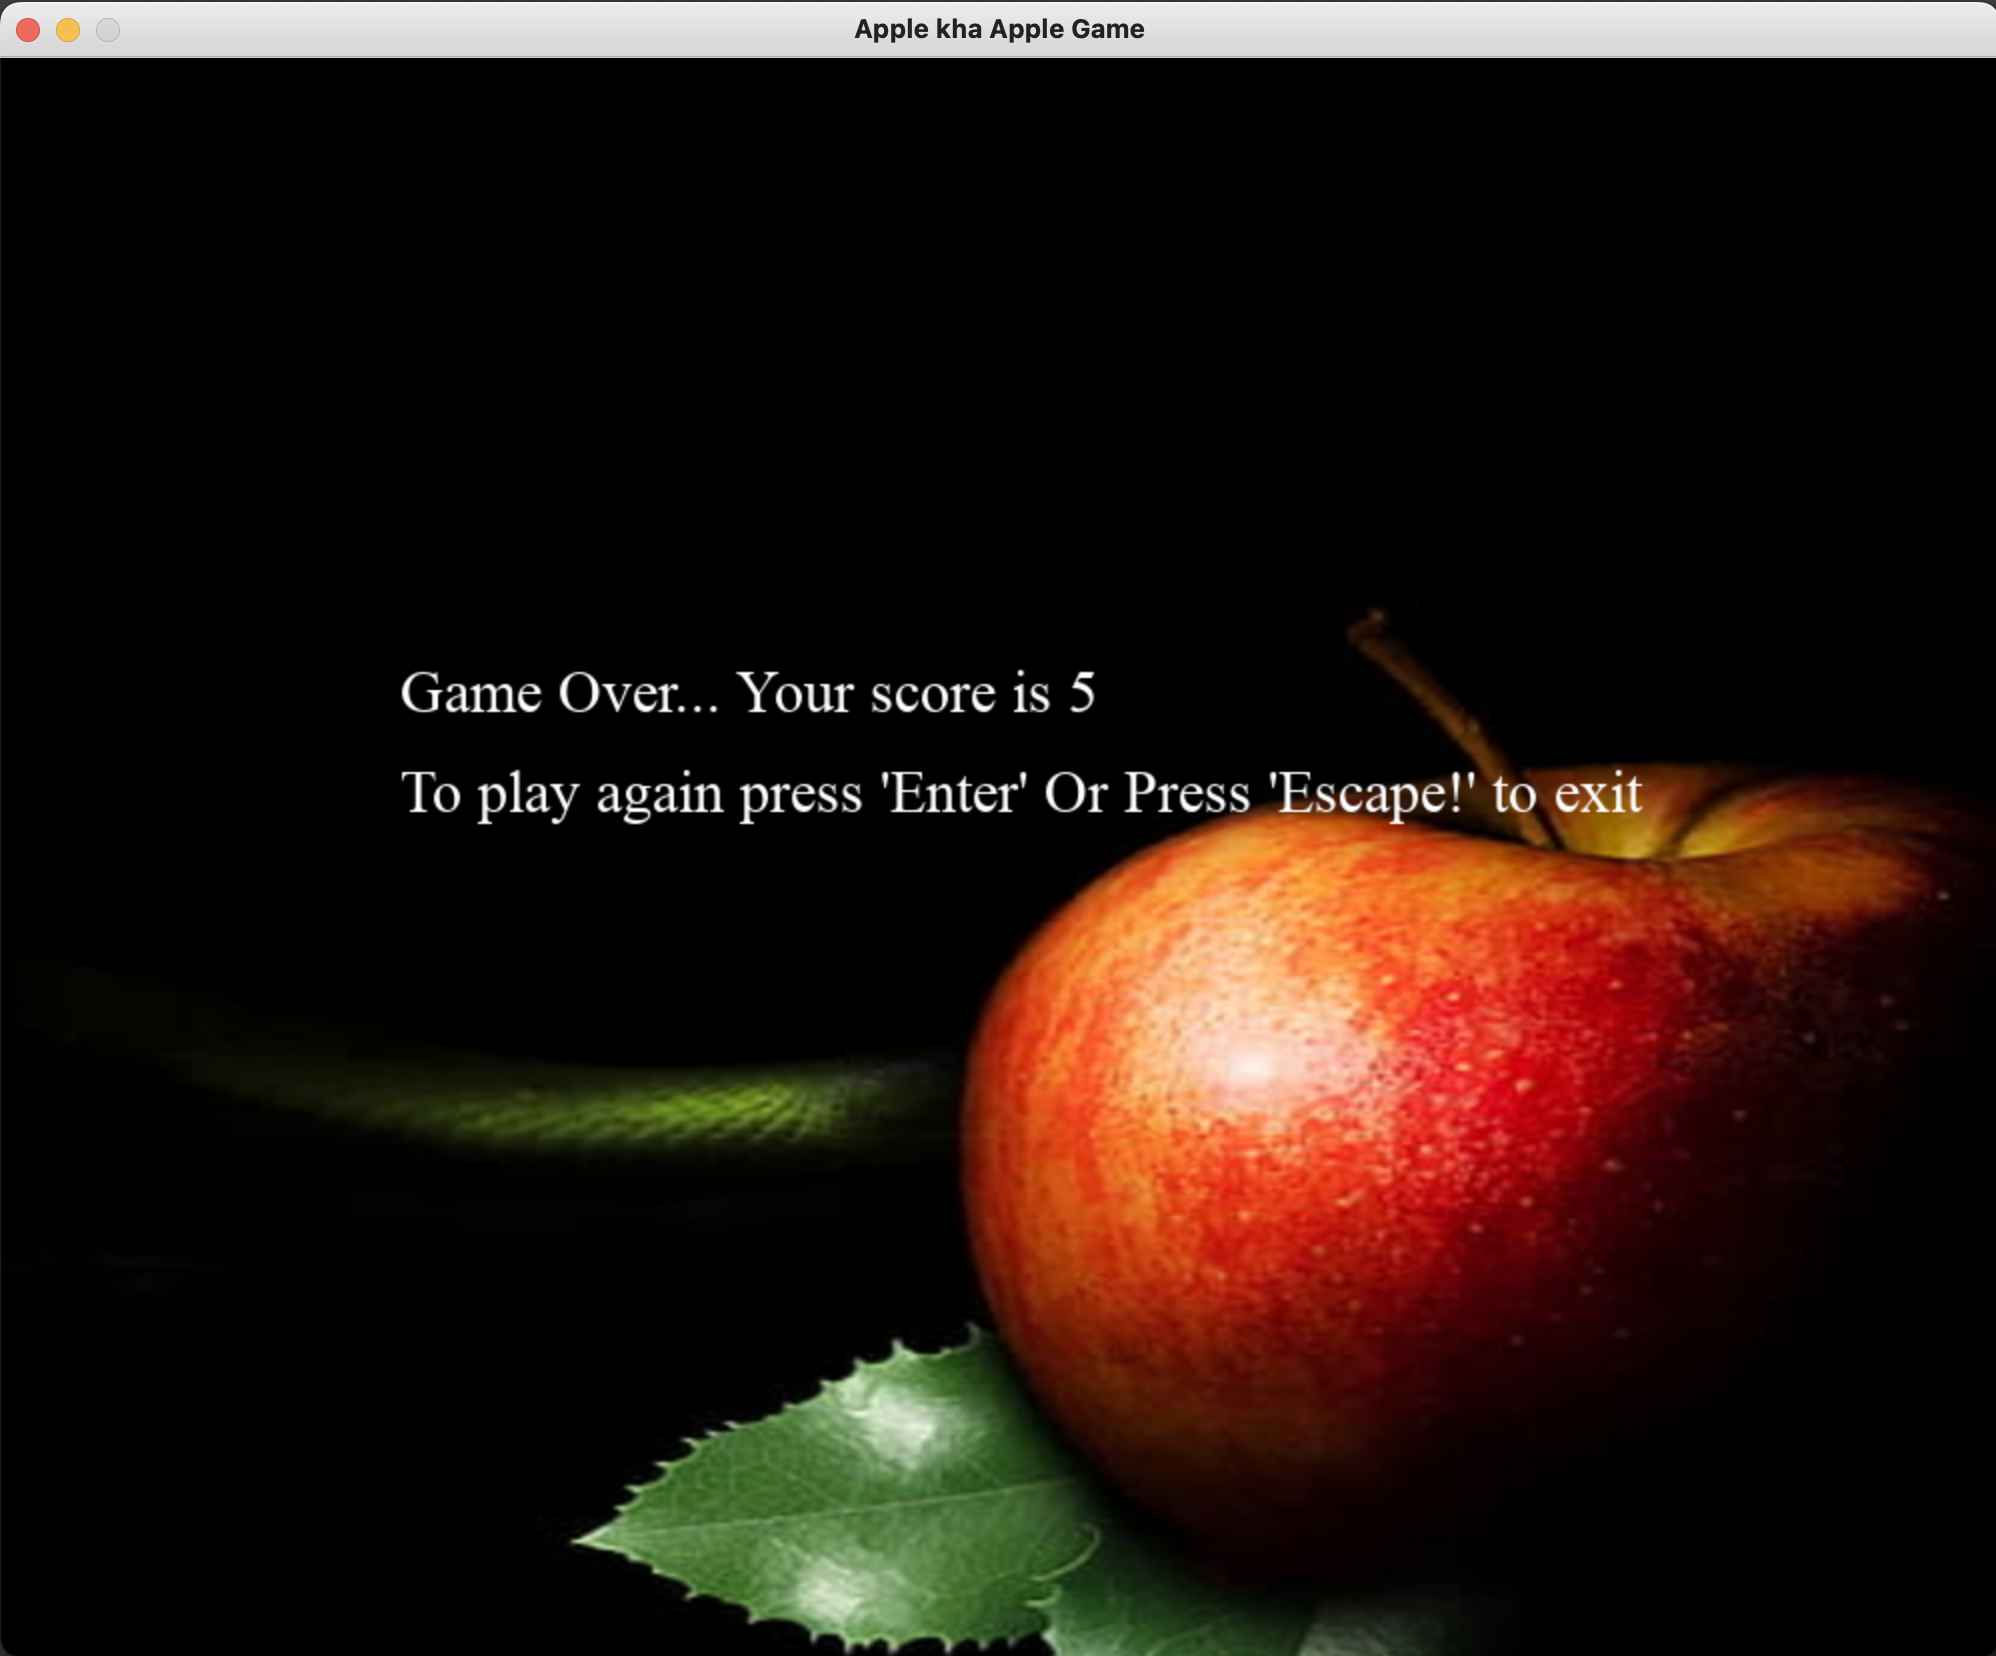 Apple kha Apple Game
Game Over... Your score is 5
To play again press 'Enter' Or Press 'Escape!' to exit